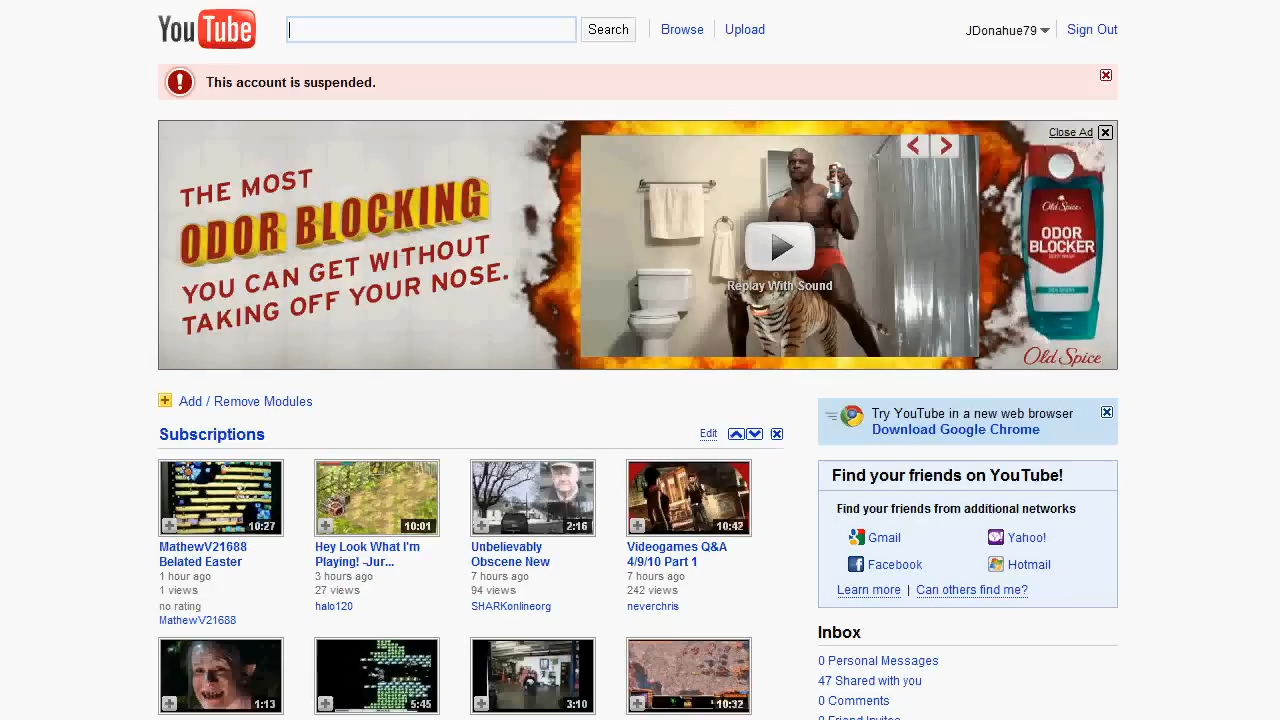 YouTube
Search
Browse
Upload
JDonahue79
Sign Out
This account is suspended.
Close Ad
THE MOST
ODOR BLOCKING
YOU CAN GET WITHOUT
TAKING OFF YOUR NOSE.
Replay With Sound
Old Spice
ODOR
BLOCKER
BODY WASH
Old Spice
Add / Remove Modules
Try YouTube in a new web browser
Download Google Chrome
Subscriptions
Edit
Find your friends on YouTube!
Find your friends from additional networks
Gmail
Yahoo!
Facebook
Hotmail
Learn more | Can others find me?
10:27
10:01
2:16
10:42
MathewV21688
Belated Easter
1 hour ago
1 views
no rating
MathewV21688
Hey Look What I'm
Playing! -Jur...
3 hours ago
27 views
halo120
Unbelievably
Obscene New
7 hours ago
94 views
SHARKonlineorg
Videogames Q&A
4/9/10 Part 1
7 hours ago
242 views
neverchris
Inbox
0 Personal Messages
47 Shared with you
0 Comments
0 Friend Invites
1:13
5:45
3:10
10:32